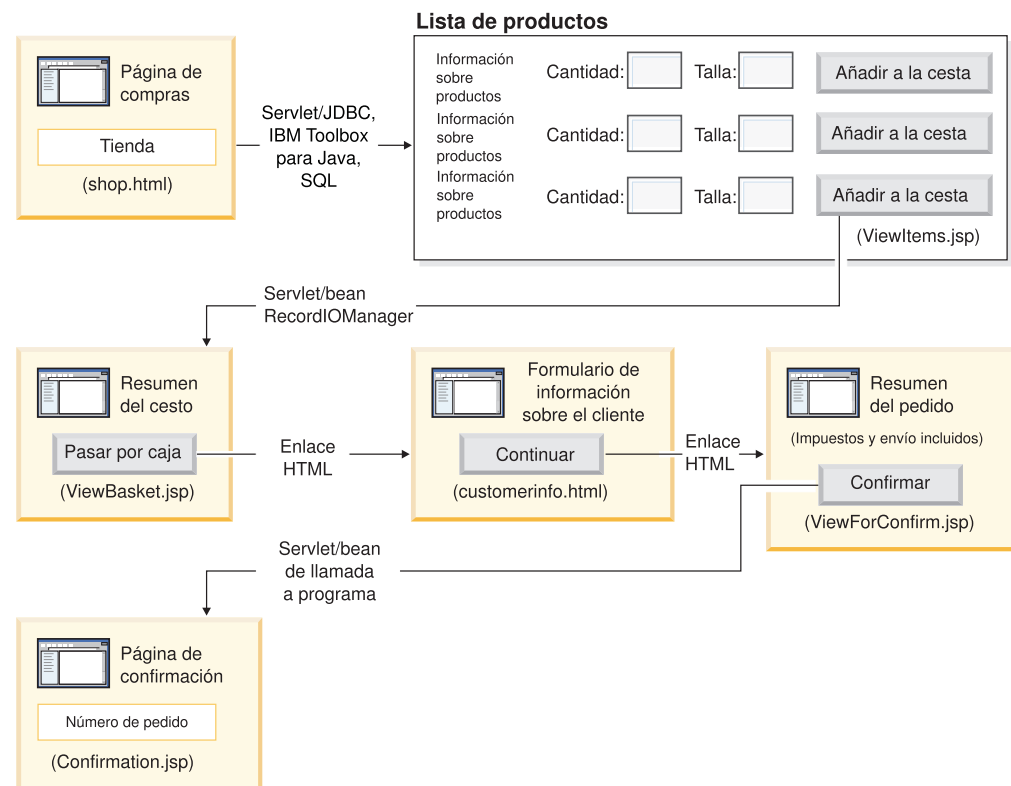 Lista de productos
Página de
compras
Tienda
(shop.html)
Servlet/JDBC,
IBM Toolbox
para Java,
SQL
Información
sobre
productos
Cantidad:
Talla:
Añadir a la cesta
Información
sobre
productos
Cantidad:
Talla:
Añadir a la cesta
Información
sobre
productos
Cantidad:
Talla:
Añadir a la cesta
(ViewItems.jsp)
Servlet/bean
RecordIOManager
Resumen
del cesto
Pasar por caja
(ViewBasket.jsp)
Enlace
HTML
Formulario de
información
sobre el cliente
Continuar
(customerinfo.html)
Enlace
HTML
Resumen
del pedido
(Impuestos y envío incluidos)
Confirmar
(ViewForConfirm.jsp)
Servlet/bean
de llamada
a programa
Página de
confirmación
Número de pedido
(Confirmation.jsp)